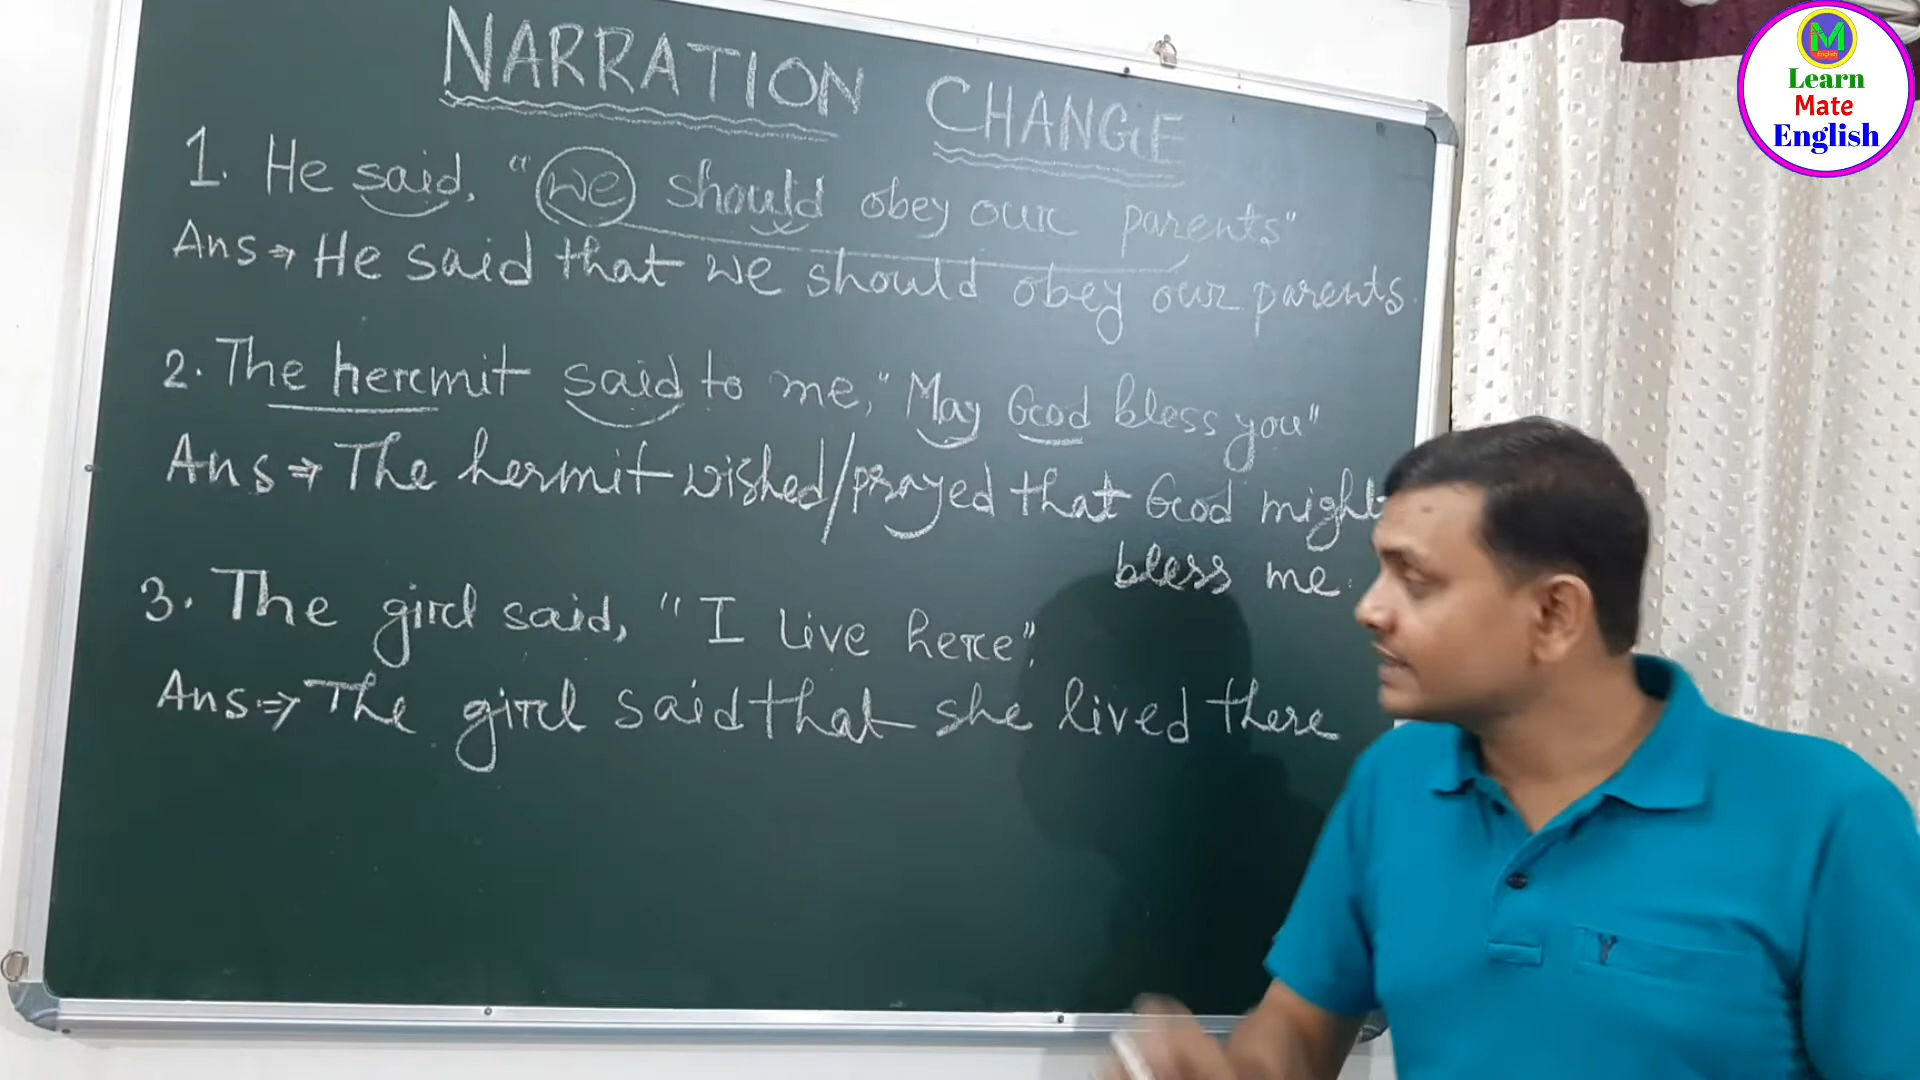 NARRATION CHANGE
1. He said, "we should obey our parents"
Ans⇒ He said that we should obey our parents.
2. The hermit said to me, "May God bless you"
Ans⇒ The hermit wished/prayed that God might
bless me.
3. The girl said, "I live here".
Ans⇒ The girl said that she lived there
M
English
Learn
Mate
English